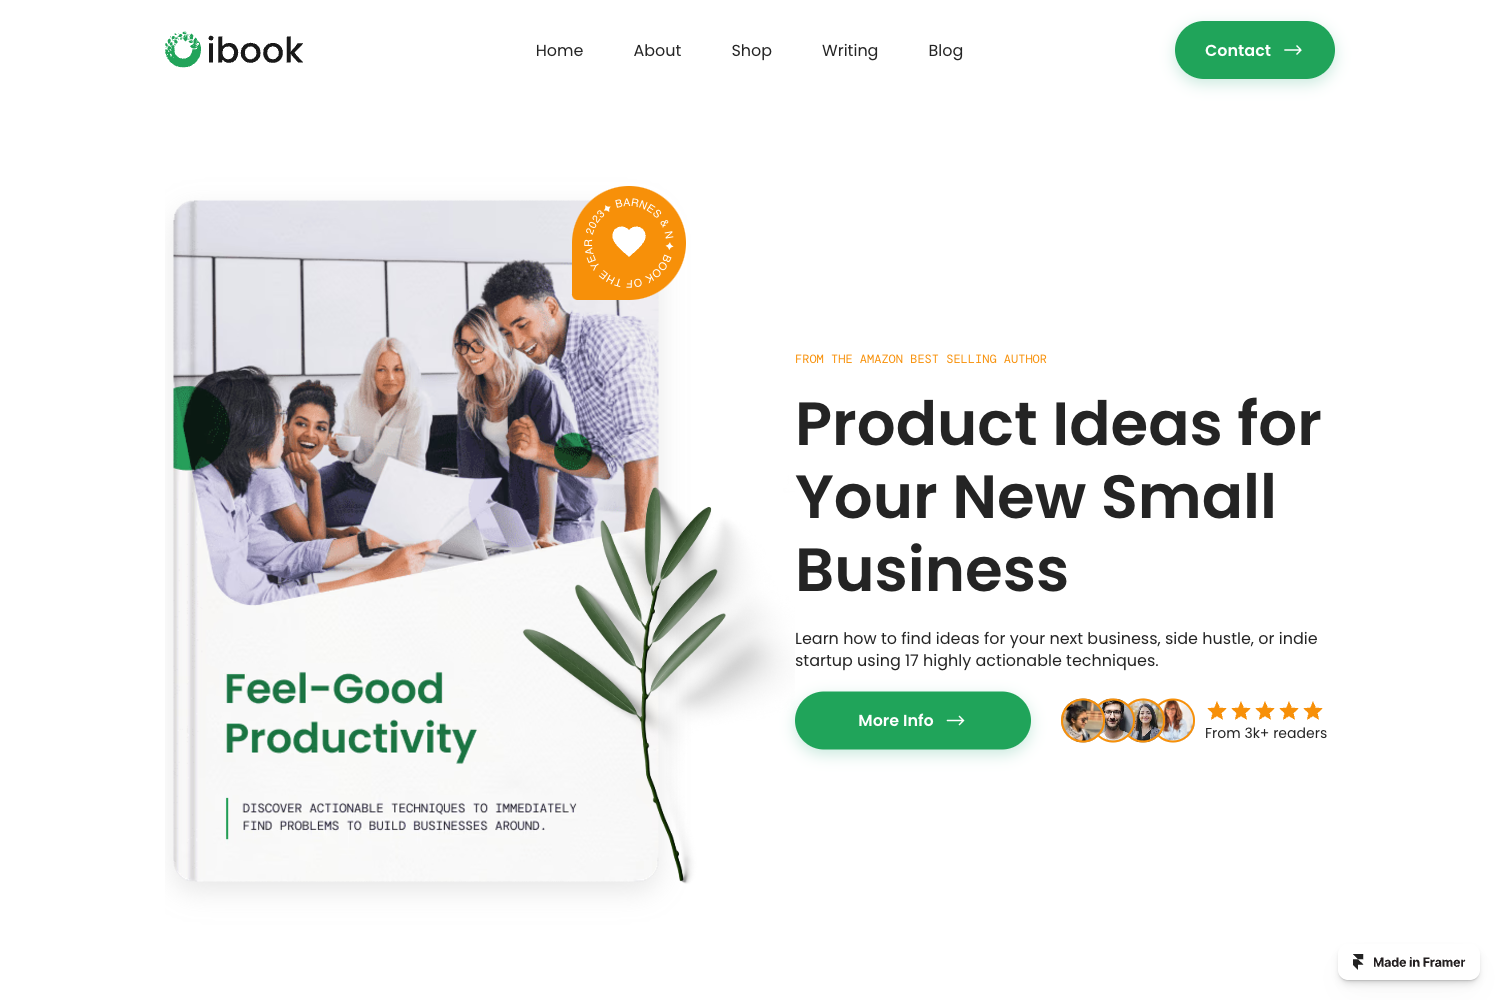 ibook
Home
About
Shop
Writing
Blog
Contact
✦ BARNES & N ✦ BOOK OF THE YEAR 2023
Feel-Good
Productivity
DISCOVER ACTIONABLE TECHNIQUES TO IMMEDIATELY
FIND PROBLEMS TO BUILD BUSINESSES AROUND.
FROM THE AMAZON BEST SELLING AUTHOR
Product Ideas for
Your New Small
Business
Learn how to find ideas for your next business, side hustle, or indie
startup using 17 highly actionable techniques.
More Info
From 3k+ readers
Made in Framer